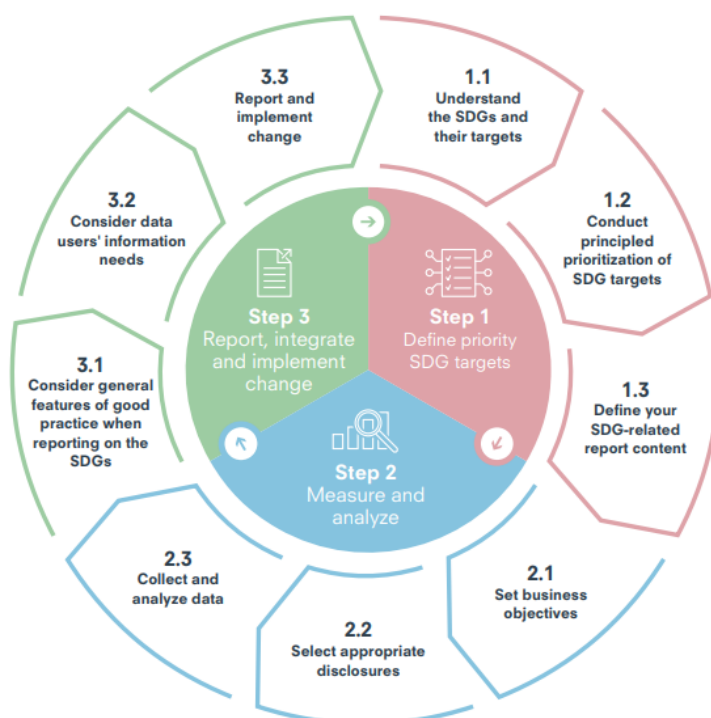 3.3
Report and
implement
change
1.1
Understand
the SDGs and
their targets
3.2
Consider data
users' information
needs
1.2
Conduct
principled
prioritization of
SDG targets
Step 3
Report, integrate
and implement
change
Step 1
Define priority
SDG targets
3.1
Consider general
features of good
practice when
reporting on the
SDGs
1.3
Define your
SDG-related
report content
Step 2
Measure and
analyze
2.3
Collect and
analyze data
2.1
Set business
objectives
2.2
Select appropriate
disclosures